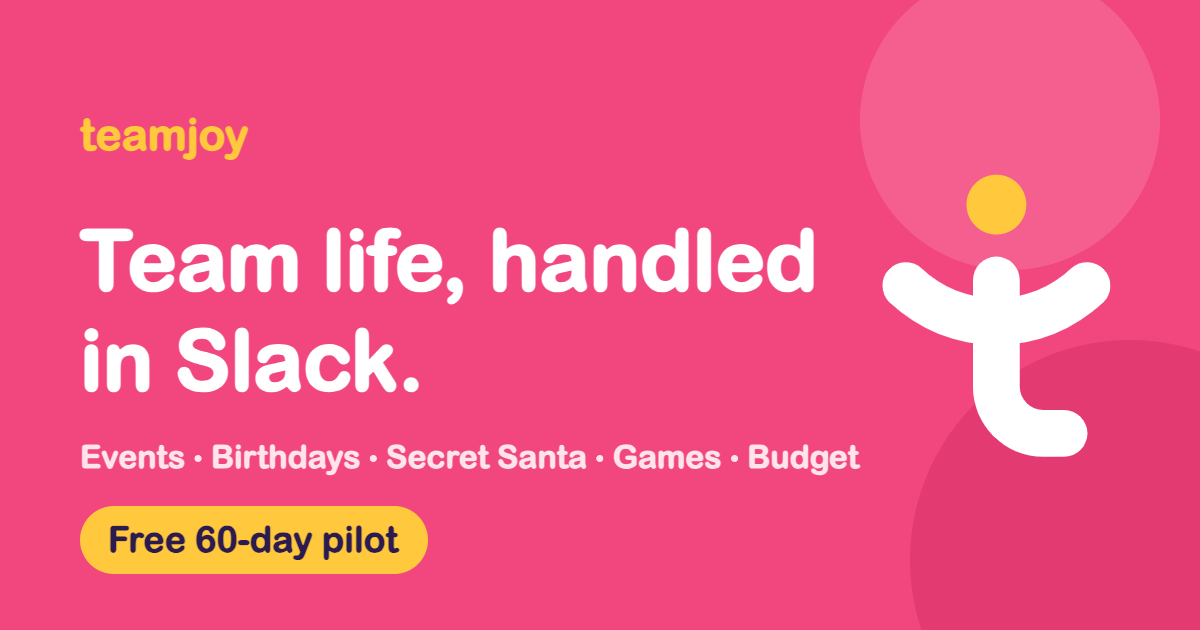 teamjoy
Team life, handled
in Slack.
Events · Birthdays · Secret Santa · Games · Budget
Free 60-day pilot